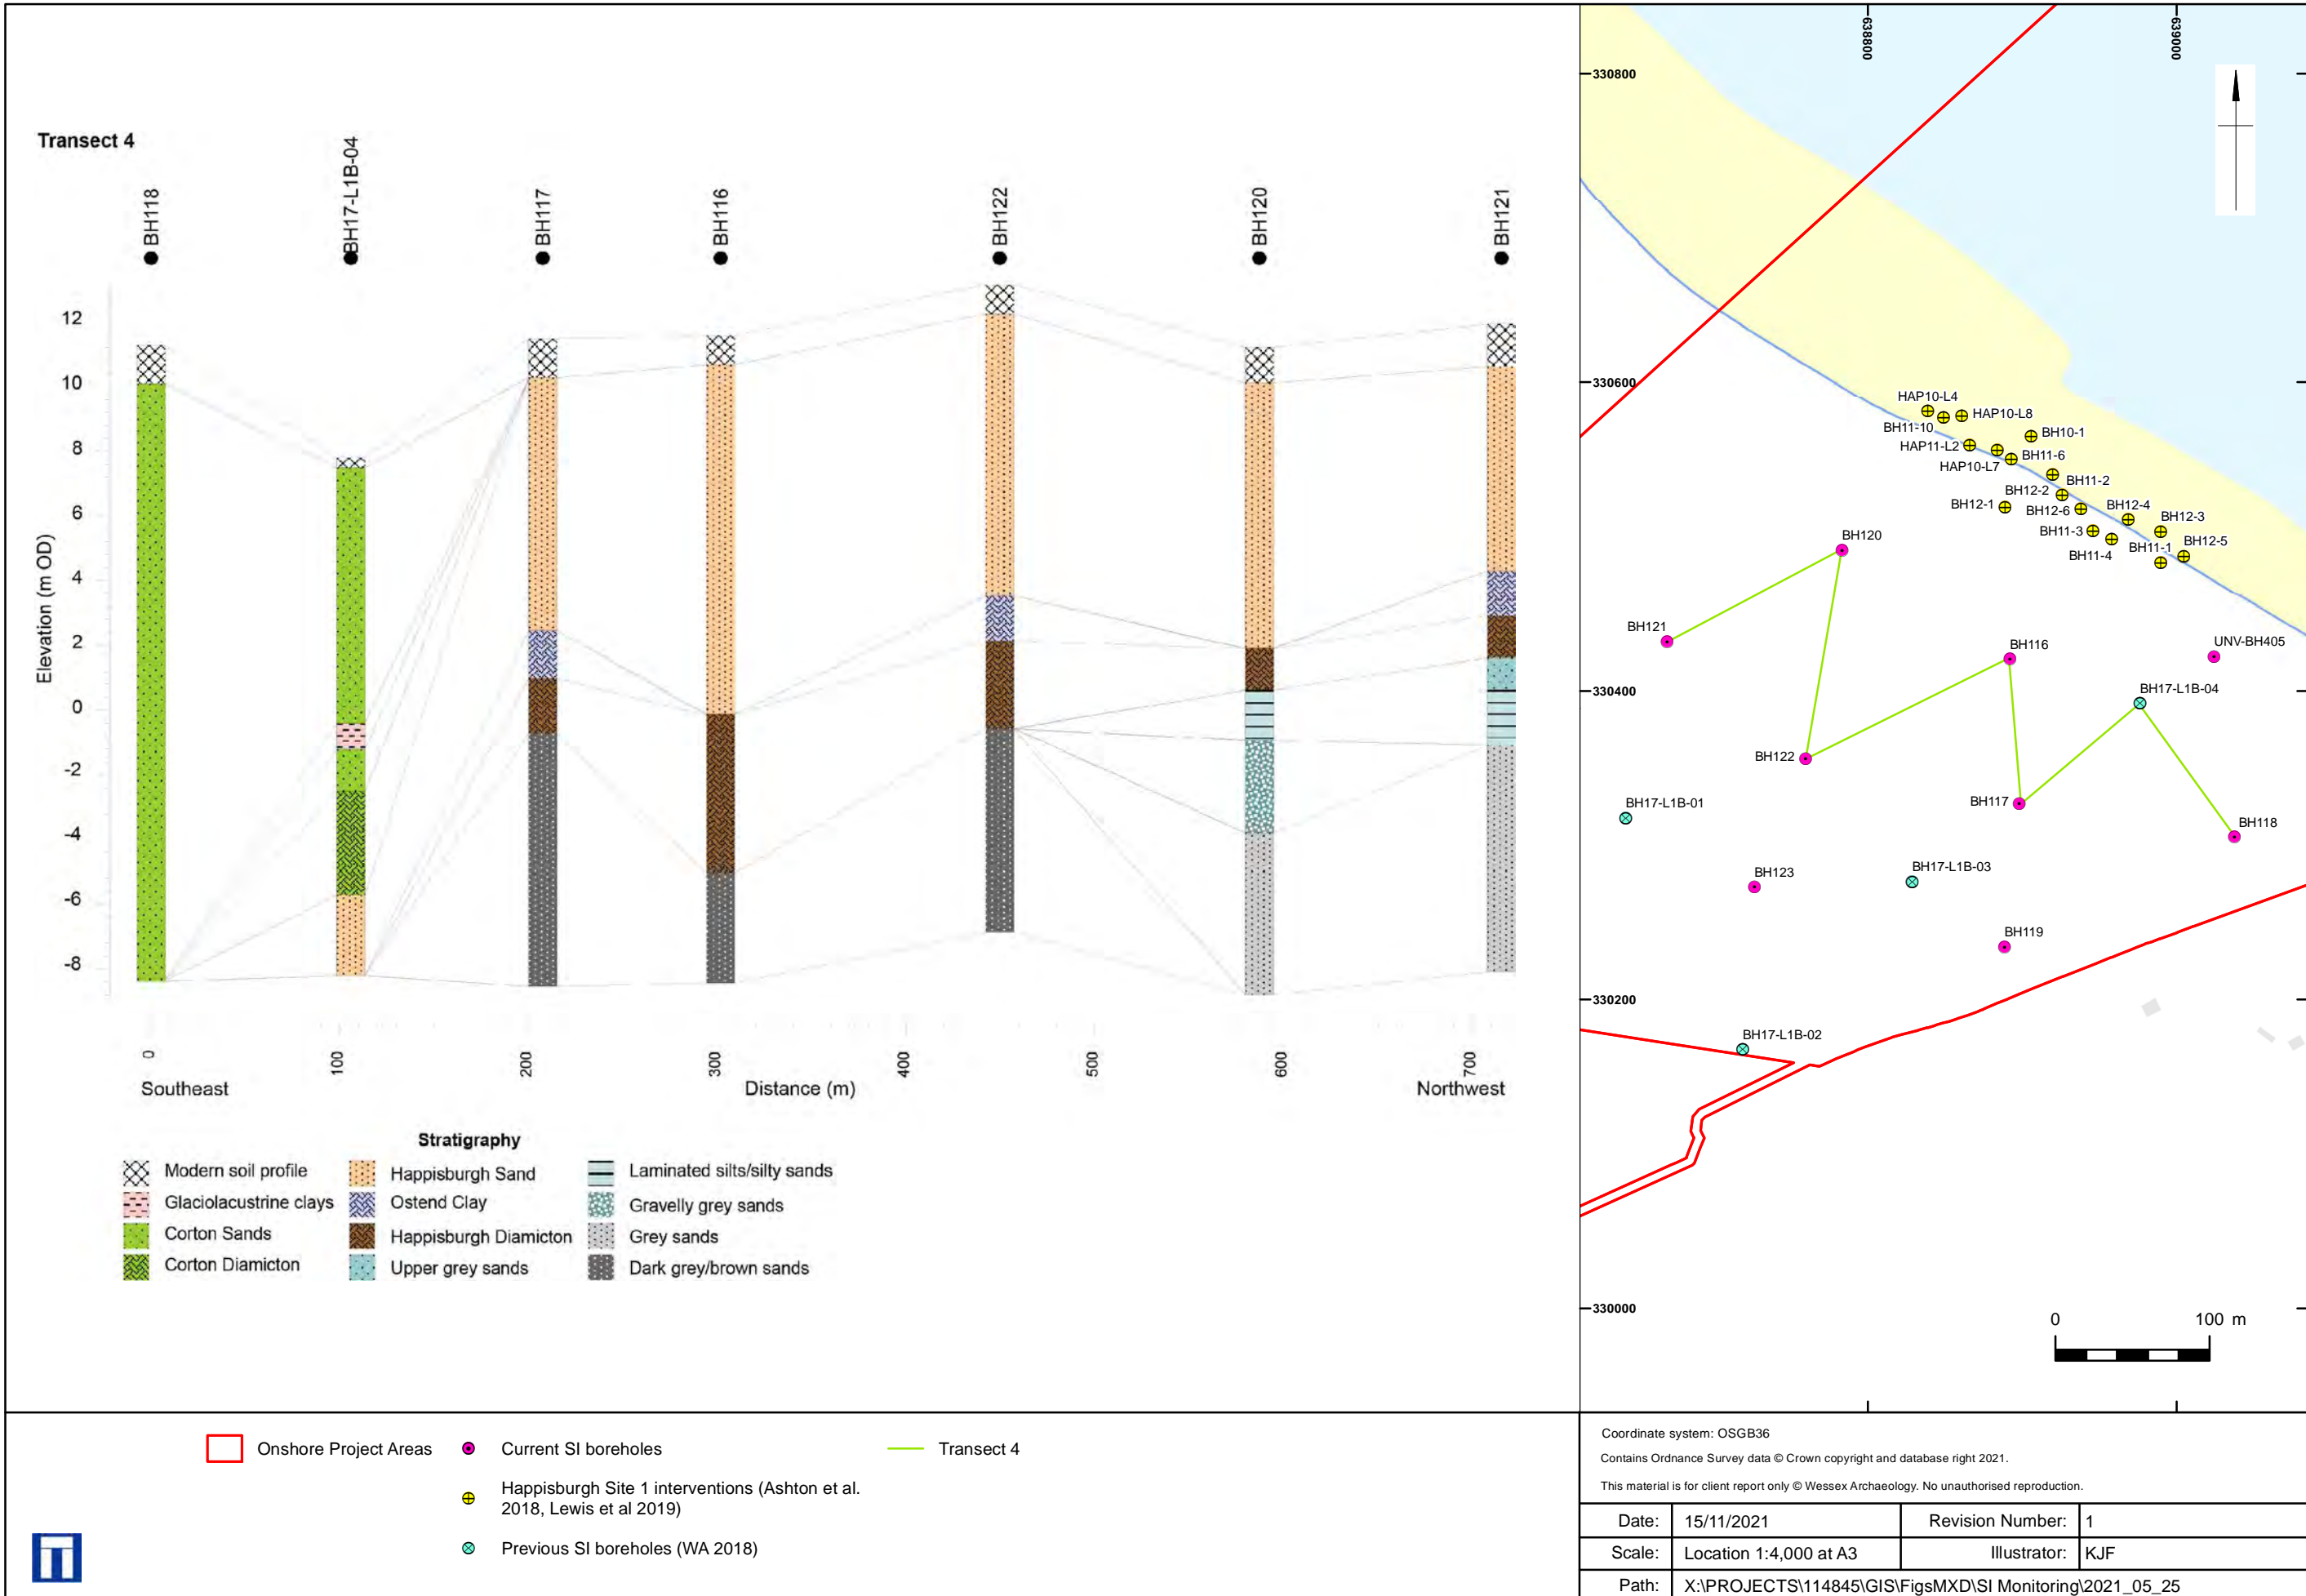 Transect 4
BH118
BH17-L1B-04
BH117
BH116
BH122
BH120
BH121
Elevation (m OD)
12
10
8
6
4
2
0
-2
-4
-6
-8
0
100
200
300
400
500
600
700
Southeast
Distance (m)
Northwest
Stratigraphy
Modern soil profile
Glaciolacustrine clays
Corton Sands
Corton Diamicton
Happisburgh Sand
Ostend Clay
Happisburgh Diamicton
Upper grey sands
Laminated silts/silty sands
Gravelly grey sands
Grey sands
Dark grey/brown sands
638800
639000
330800
330600
330400
330200
330000
HAP10-L4
HAP10-L8
BH11-10
BH10-1
HAP11-L2
BH11-6
HAP10-L7
BH11-2
BH12-2
BH12-1
BH12-6
BH12-4
BH12-3
BH11-3
BH11-1
BH12-5
BH11-4
BH120
BH121
BH116
UNV-BH405
BH17-L1B-04
BH122
BH117
BH17-L1B-01
BH118
BH123
BH17-L1B-03
BH119
BH17-L1B-02
0 100 m
Onshore Project Areas
Current SI boreholes
Happisburgh Site 1 interventions (Ashton et al.
2018, Lewis et al 2019)
Previous SI boreholes (WA 2018)
Transect 4
Coordinate system: OSGB36
Contains Ordnance Survey data © Crown copyright and database right 2021.
This material is for client report only © Wessex Archaeology. No unauthorised reproduction.
Date: 15/11/2021 Revision Number: 1
Scale: Location 1:4,000 at A3 Illustrator: KJF
Path: X:\PROJECTS\114845\GIS\FigsMXD\SI Monitoring\2021_05_25